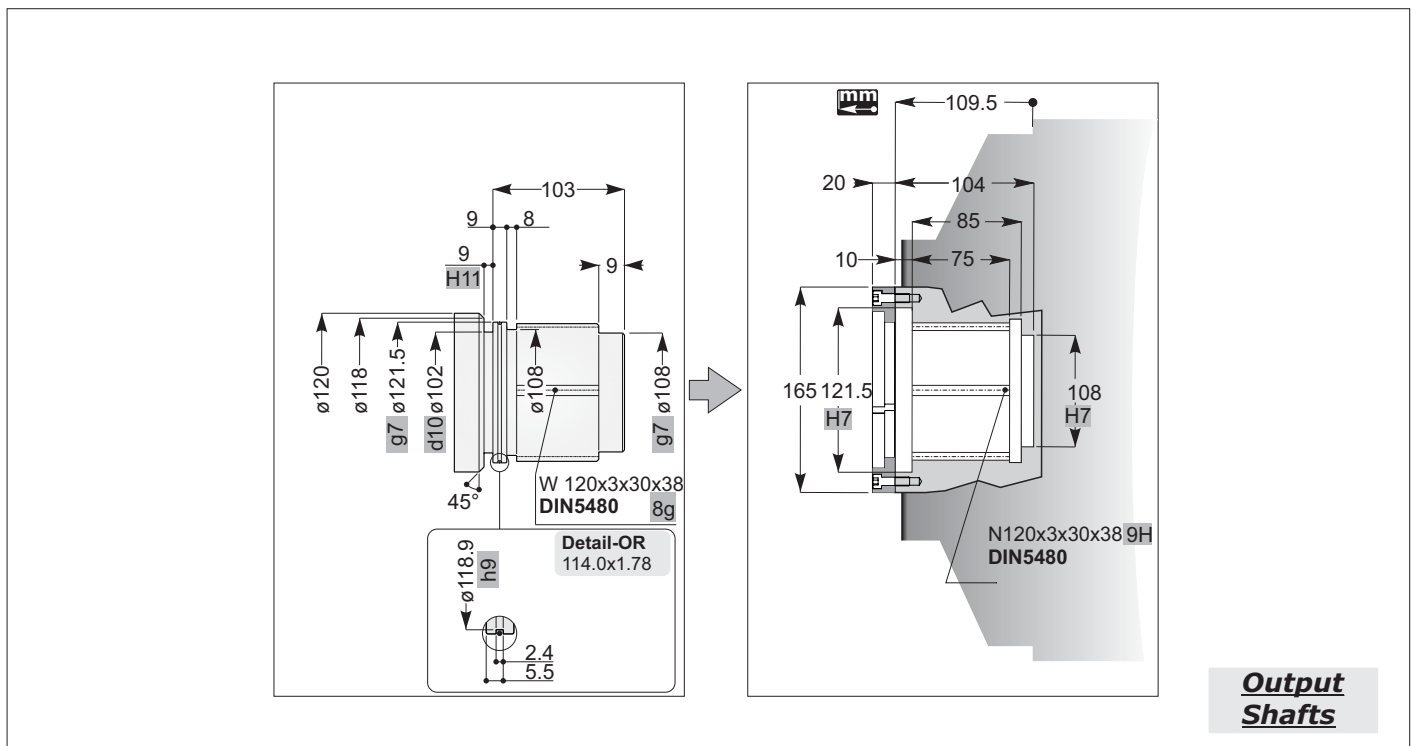 103
9
8
9
H11
9
ø120
ø118
ø121.5
g7
ø102
d10
ø108
ø108
g7
45°
W 120x3x30x38
DIN5480
8g
Detail-OR
114.0x1.78
ø118.9
h9
2.4
5.5
mm
109.5
20
104
85
10
75
165
121.5
H7
108
H7
N120x3x30x38 9H
DIN5480
Output
Shafts